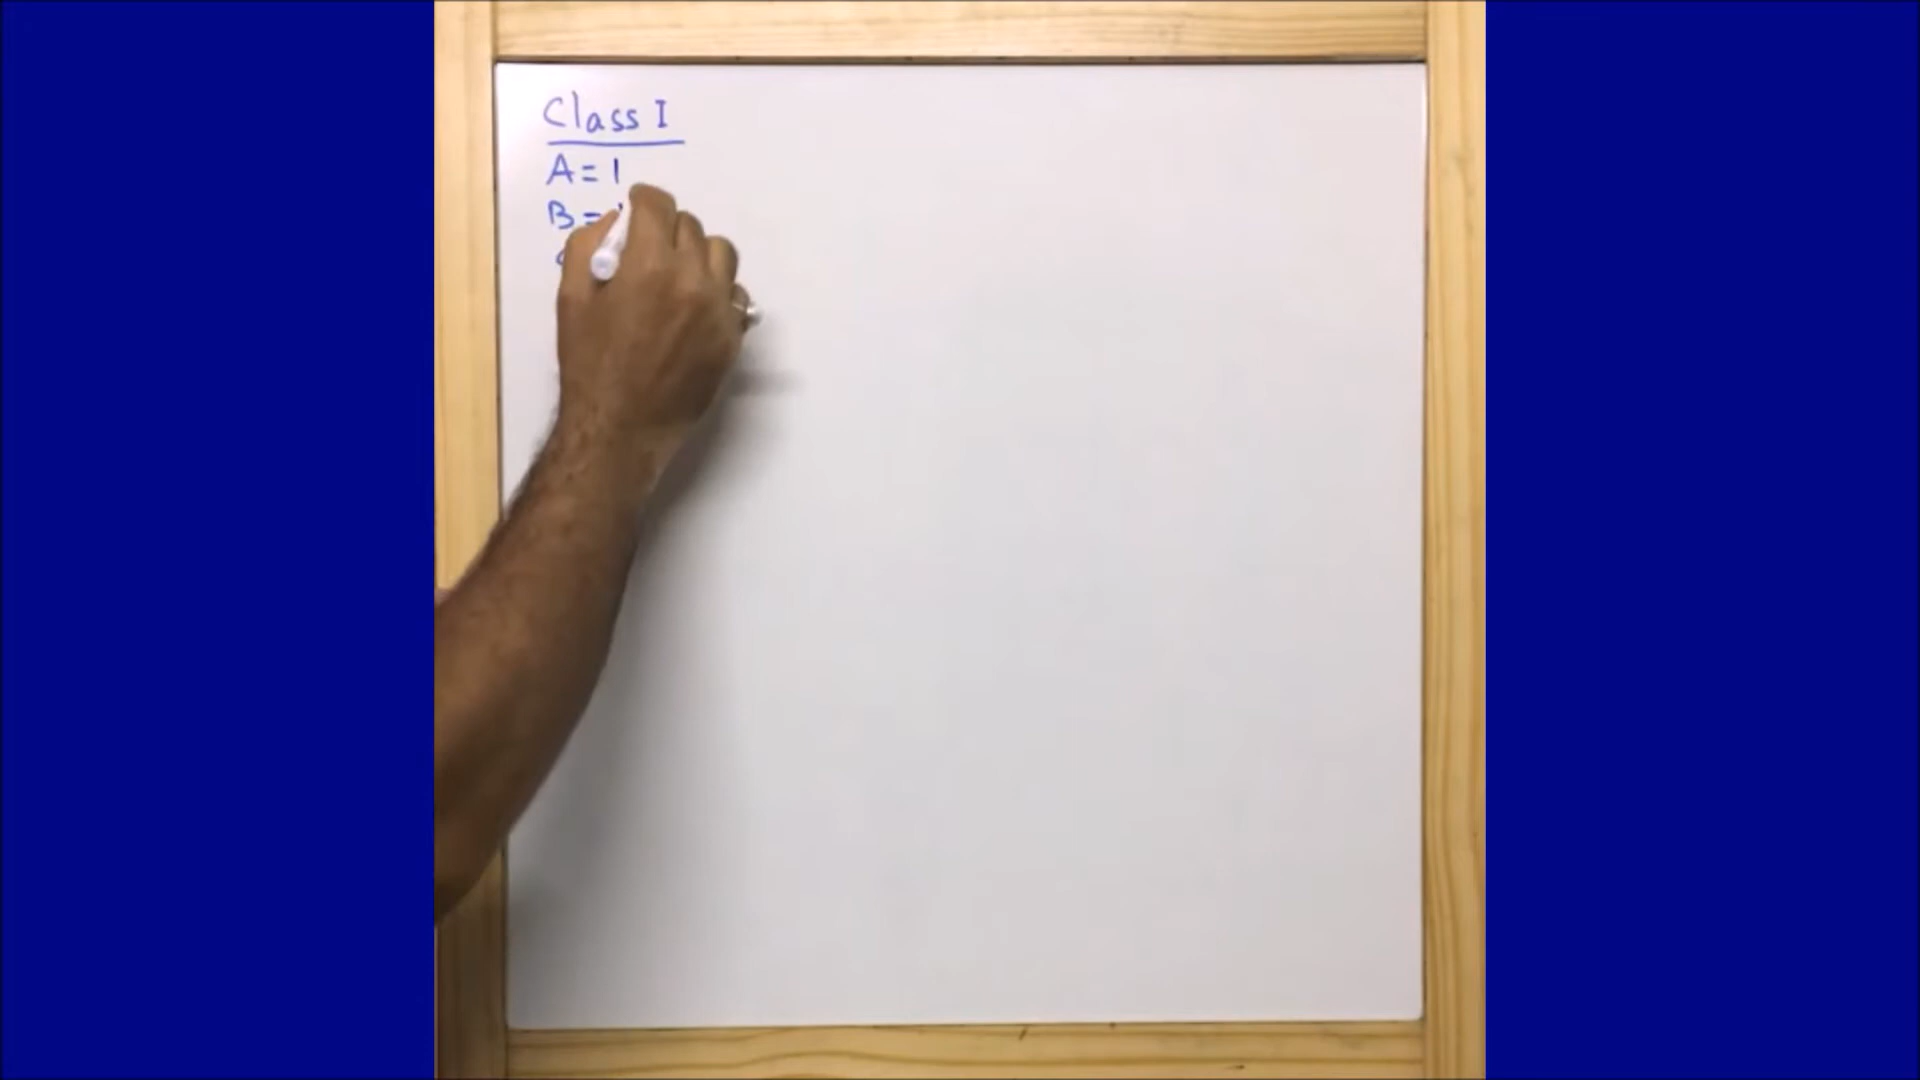 Class I
A = 1
B =